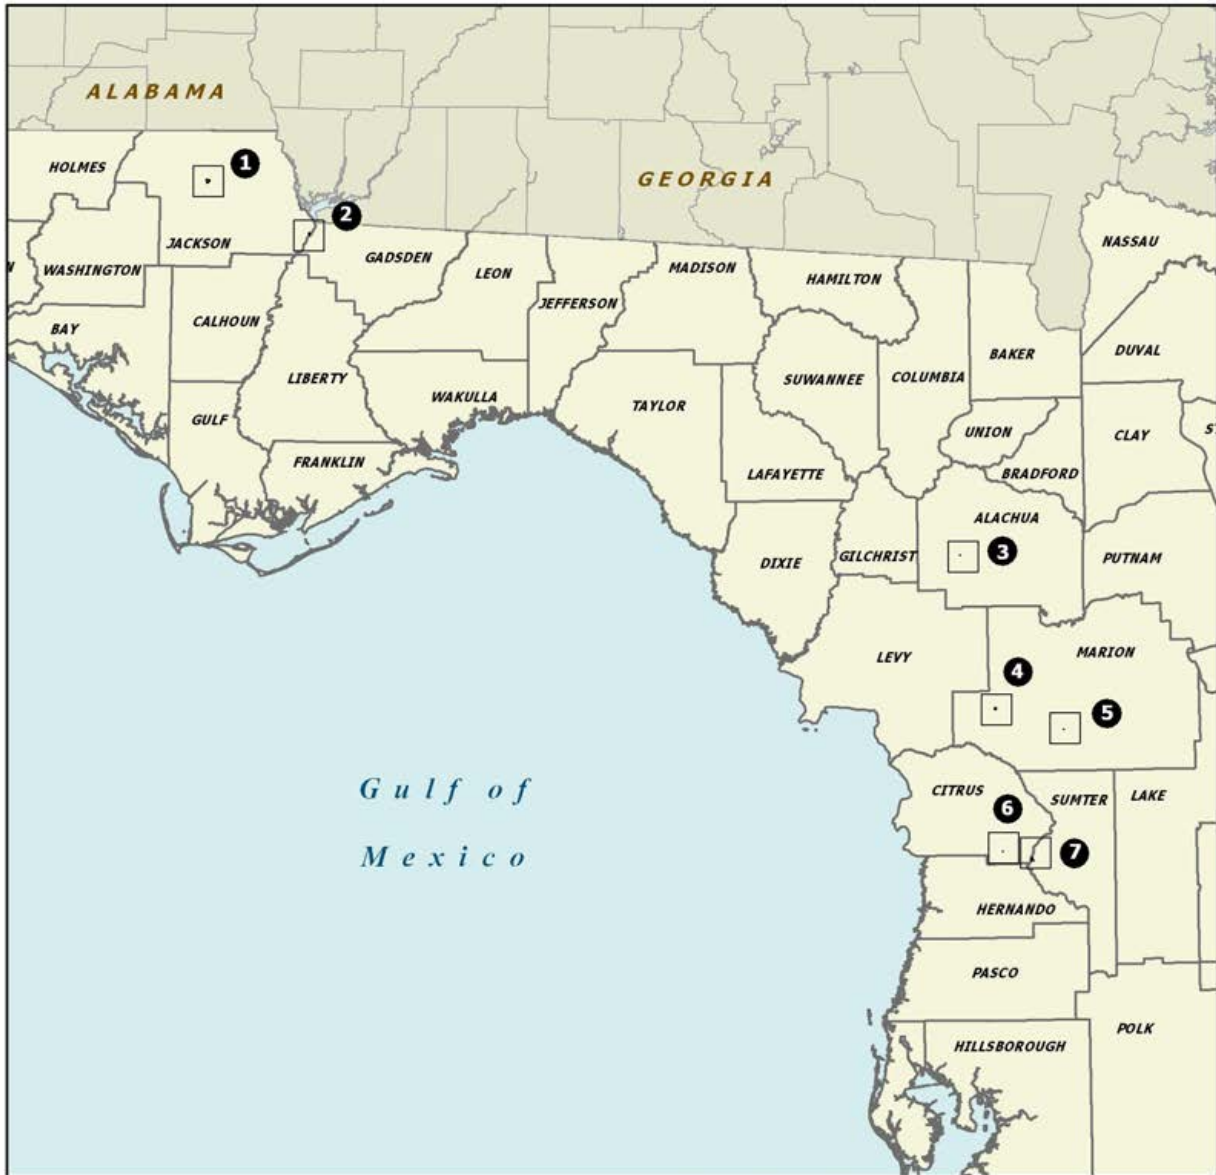 ALABAMA
GEORGIA
HOLMES
1
2
JACKSON
N
WASHINGTON
GADSDEN
LEON
MADISON
HAMILTON
NASSAU
JEFFERSON
BAY
CALHOUN
LIBERTY
WAKULLA
TAYLOR
SUWANNEE
COLUMBIA
BAKER
DUVAL
GULF
FRANKLIN
LAFAYETTE
UNION
BRADFORD
CLAY
ST
ALACHUA
3
DIXIE
GILCHRIST
PUTNAM
LEVY
MARION
4
5
Gulf of
Mexico
CITRUS
SUMTER
LAKE
6
7
HERNANDO
PASCO
POLK
HILLSBOROUGH